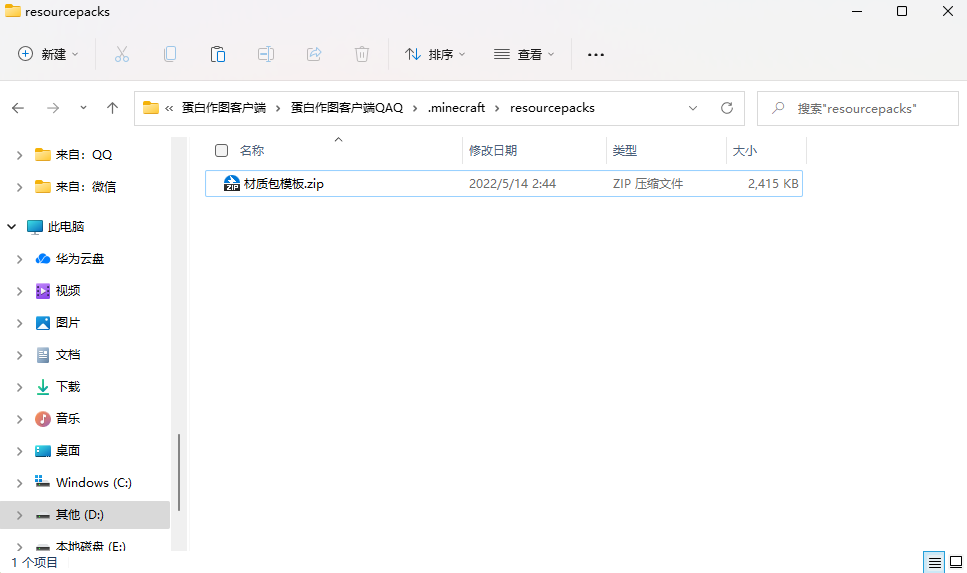 resourcepacks
新建 排序 查看
« 蛋白作图客户端 › 蛋白作图客户端QAQ › .minecraft › resourcepacks
搜索"resourcepacks"
名称 修改日期 类型 大小
材质包模板.zip 2022/5/14 2:44 ZIP 压缩文件 2,415 KB
来自：QQ
来自：微信
此电脑
华为云盘
视频
图片
文档
下载
音乐
桌面
Windows (C:)
其他 (D:)
本地磁盘 (E:)
1 个项目